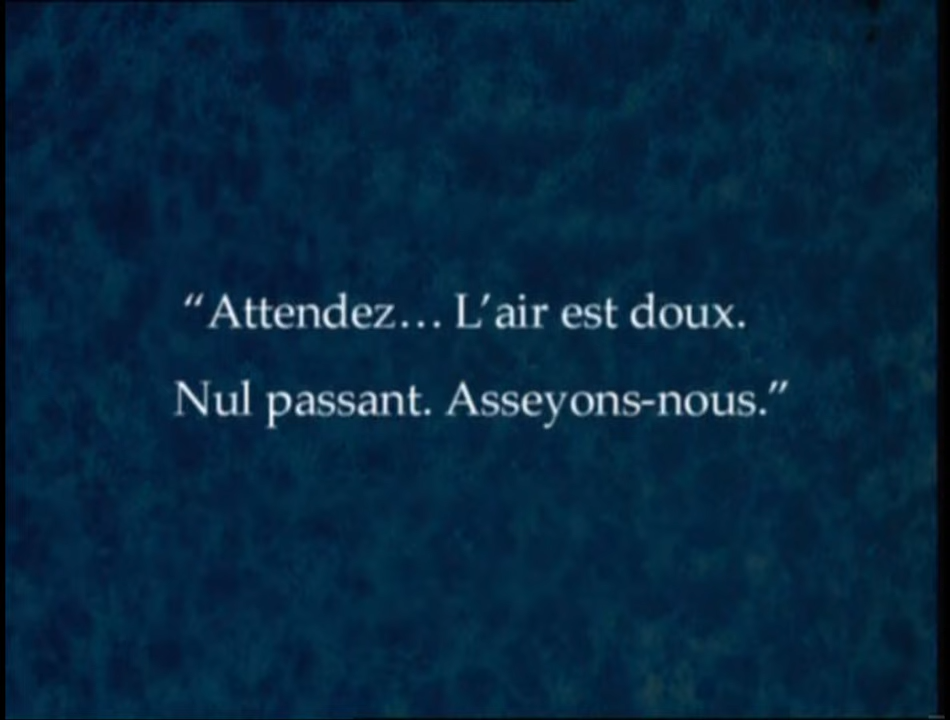 “Attendez… L’air est doux.
Nul passant. Asseyons-nous.”